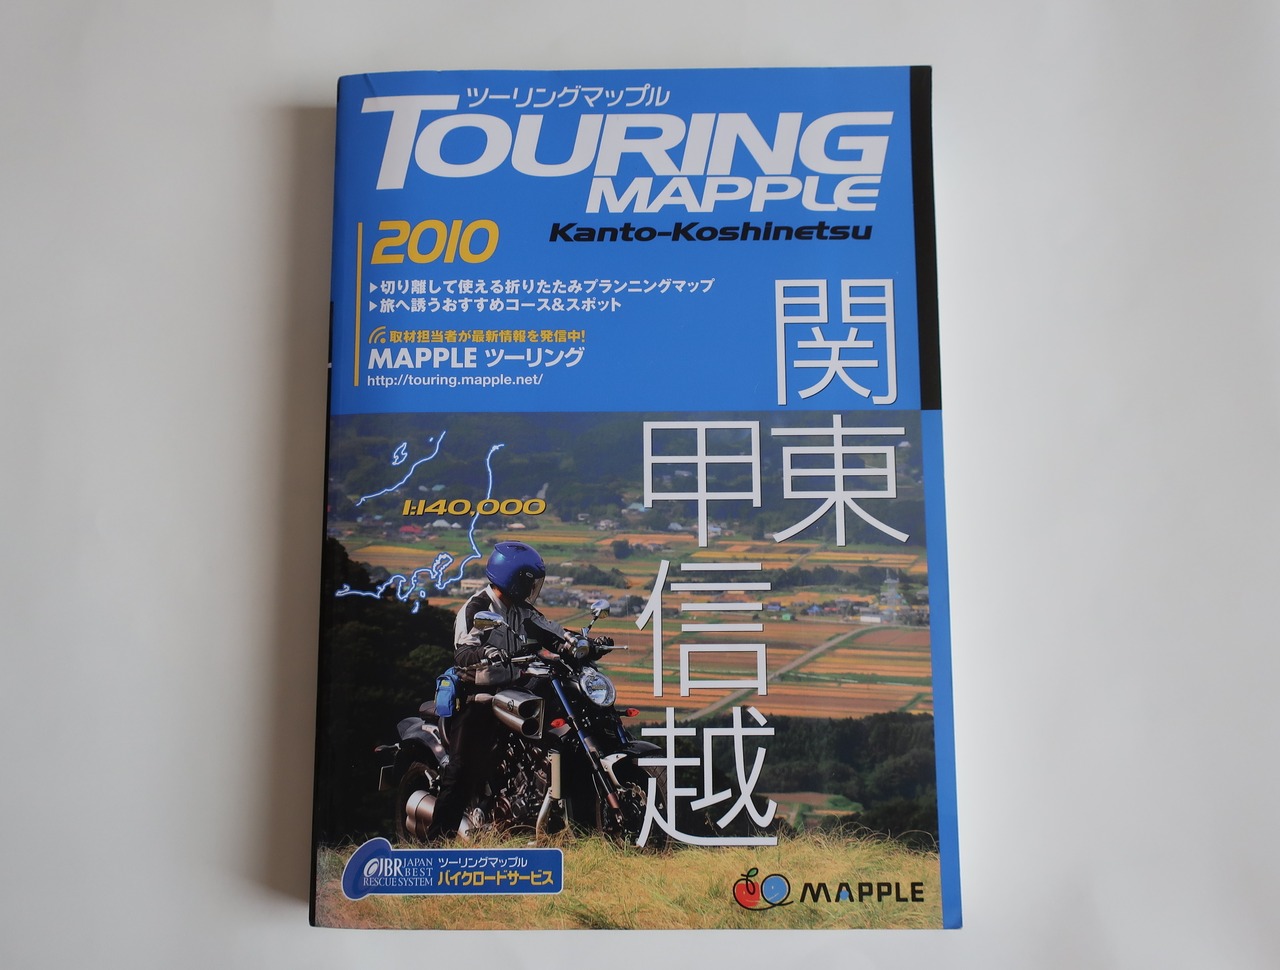 ツーリングマップル
TOURING
MAPPLE
Kanto-Koshinetsu
2010
▶切り離して使える折りたたみプランニングマップ
▶旅へ誘うおすすめコース&スポット
取材担当者が最新情報を発信中!
MAPPLE ツーリング
http://touring.mapple.net/
関東
甲信越
1:140,000
JBR JAPAN
BEST
RESCUE SYSTEM
ツーリングマップル
バイクロードサービス
MAPPLE